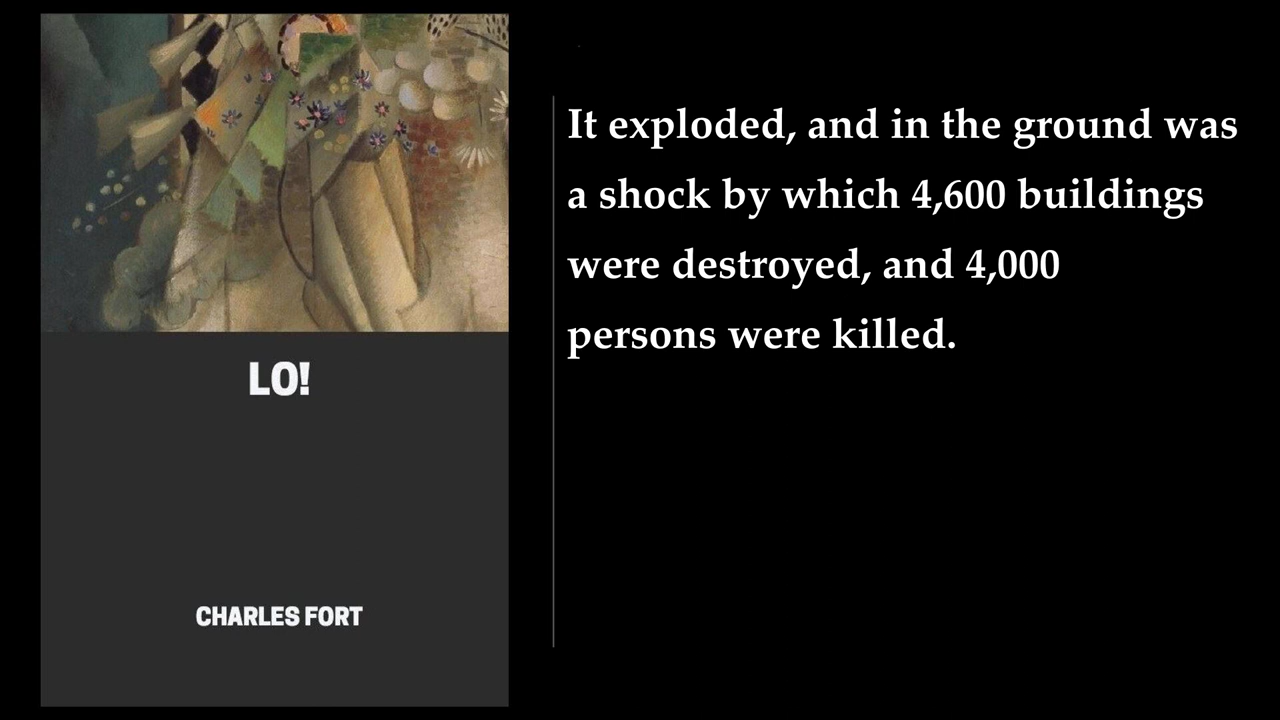 LO!
CHARLES FORT
It exploded, and in the ground was
a shock by which 4,600 buildings
were destroyed, and 4,000
persons were killed.